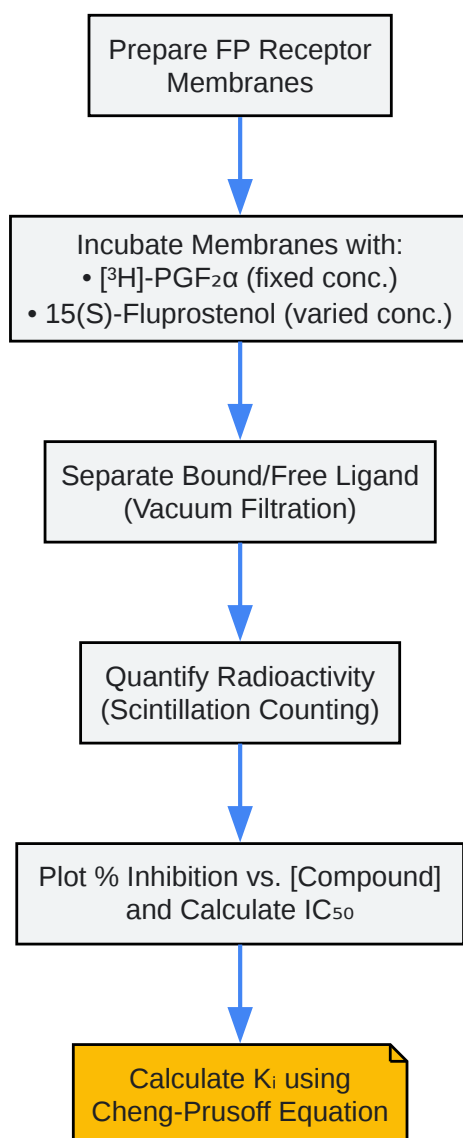 Prepare FP Receptor
Membranes
Incubate Membranes with:
• [³H]-PGF₂α (fixed conc.)
• 15(S)-Fluprostenol (varied conc.)
Separate Bound/Free Ligand
(Vacuum Filtration)
Quantify Radioactivity
(Scintillation Counting)
Plot % Inhibition vs. [Compound]
and Calculate IC₅₀
Calculate Kᵢ using
Cheng-Prusoff Equation